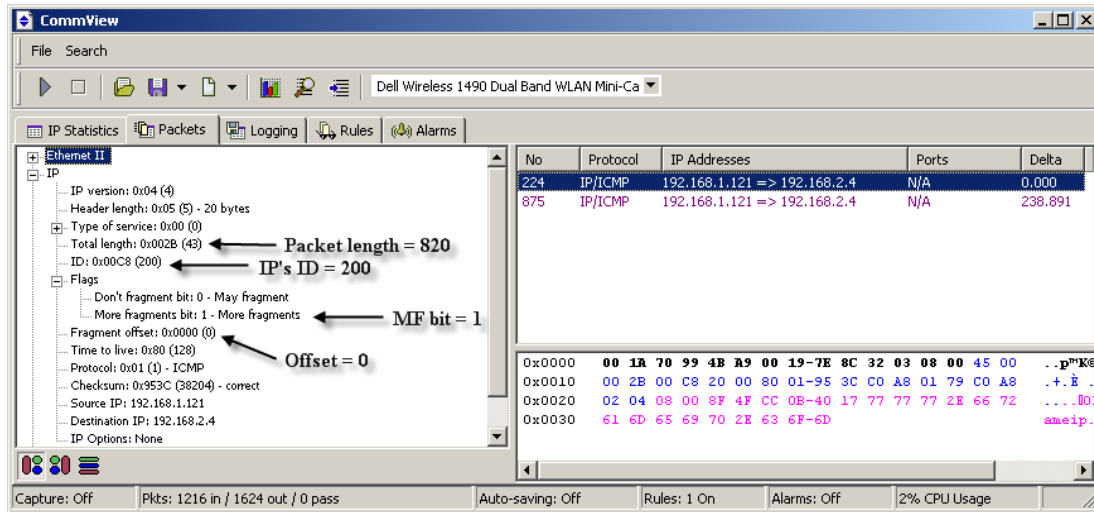 CommView
File Search
Dell Wireless 1490 Dual Band WLAN Mini-Ca
IP Statistics Packets Logging Rules Alarms
Ethernet II
IP
IP version: 0x04 (4)
Header length: 0x05 (5) - 20 bytes
Type of service: 0x00 (0)
Total length: 0x002B (43)
Packet length = 820
ID: 0x00C8 (200)
IP's ID = 200
Flags
Don't fragment bit: 0 - May fragment
More fragments bit: 1 - More fragments
MF bit = 1
Fragment offset: 0x0000 (0)
Offset = 0
Time to live: 0x80 (128)
Protocol: 0x01 (1) - ICMP
Checksum: 0x953C (38204) - correct
Source IP: 192.168.1.121
Destination IP: 192.168.2.4
IP Options: None
No Protocol IP Addresses Ports Delta
224 IP/ICMP 192.168.1.121 => 192.168.2.4 N/A 0.000
875 IP/ICMP 192.168.1.121 => 192.168.2.4 N/A 238.891
0x0000 00 1A 70 99 4B A9 00 19-7E 8C 32 03 08 00 45 00 ..p™K©
0x0010 00 2B 00 C8 20 00 80 01-95 3C C0 A8 01 79 C0 A8 .+.È .
0x0020 02 04 08 00 8F 4F CC 0B-40 17 77 77 77 2E 66 72
0x0030 61 6D 65 69 70 2E 63 6F-6D ameip.
Capture: Off Pkts: 1216 in / 1624 out / 0 pass Auto-saving: Off Rules: 1 On Alarms: Off 2% CPU Usage